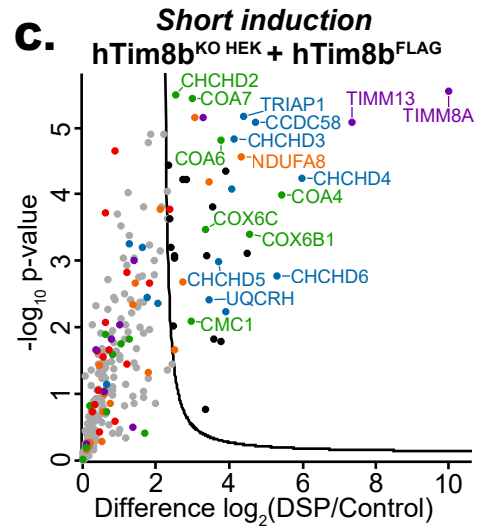 c.
Short induction
hTim8b^KO HEK + hTim8b^FLAG
CHCHD2
COA7
TRIAP1
CCDC58
TIMM13
TIMM8A
CHCHD3
COA6
NDUFA8
CHCHD4
COA4
COX6C
COX6B1
CHCHD5
CHCHD6
UQCRH
CMC1
5
4
3
2
1
0
-log10 p-value
0 2 4 6 8 10
Difference log2(DSP/Control)